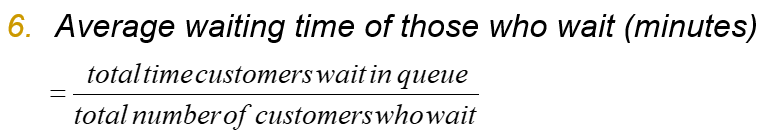 6. Average waiting time of those who wait (minutes)
total time customers wait in queue
=
total number of customers who wait